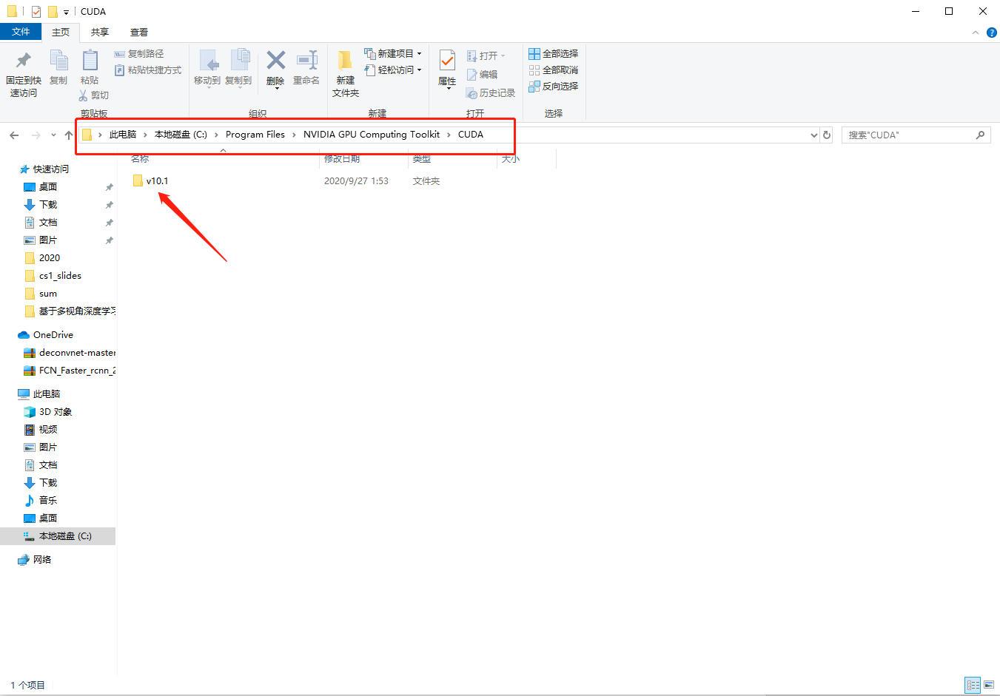 CUDA
文件 主页 共享 查看
固定到快速访问
复制
粘贴
复制路径
粘贴快捷方式
剪切
剪贴板
移动到
复制到
删除
重命名
组织
新建文件夹
新建项目
轻松访问
新建
属性
打开
编辑
历史记录
打开
全部选择
全部取消
反向选择
选择
此电脑 › 本地磁盘 (C:) › Program Files › NVIDIA GPU Computing Toolkit › CUDA
搜索"CUDA"
名称 修改日期 类型 大小
v10.1 2020/9/27 1:53 文件夹
快速访问
桌面
下载
文档
图片
2020
cs1_slides
sum
基于多视角深度学习
OneDrive
deconvnet-master
FCN_Faster_rcnn_2
此电脑
3D 对象
视频
图片
文档
下载
音乐
桌面
本地磁盘 (C:)
网络
1 个项目